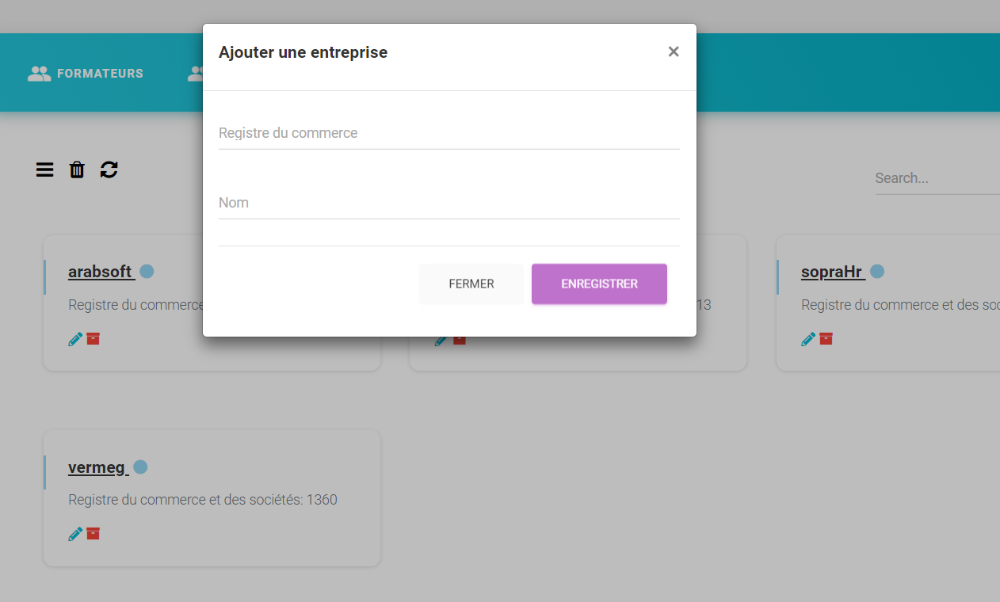 Ajouter une entreprise ×
FORMATEURS
Registre du commerce
Search...
Nom
arabsoft
sopraHr
FERMER
ENREGISTRER
Registre du commerce
13
Registre du commerce et des
vermeg
Registre du commerce et des sociétés: 1360